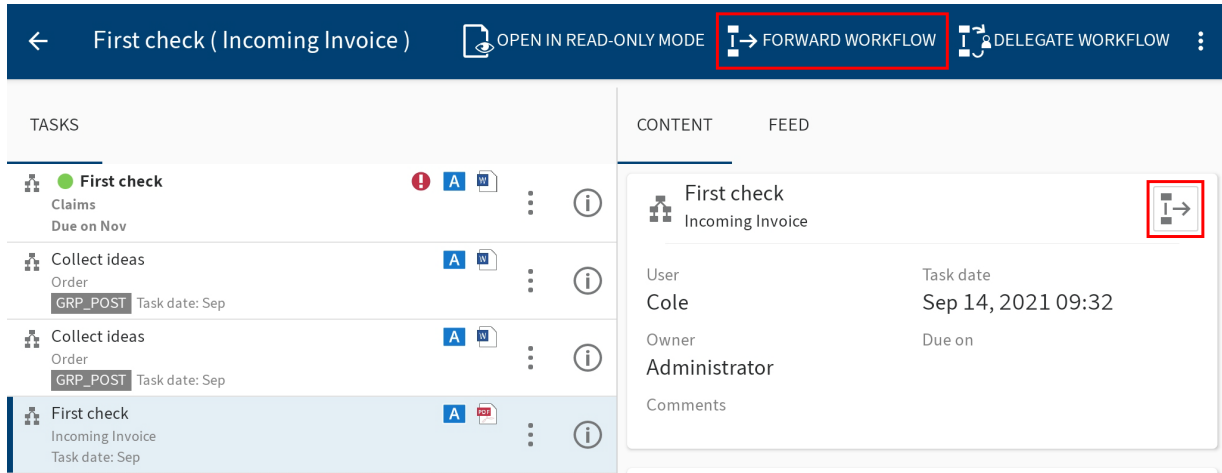 First check ( Incoming Invoice )
OPEN IN READ-ONLY MODE
FORWARD WORKFLOW
DELEGATE WORKFLOW
TASKS
First check
A W
Claims
Due on Nov
Collect ideas
A W
Order
GRP_POST Task date: Sep
Collect ideas
A W
Order
GRP_POST Task date: Sep
First check
A PDF
Incoming Invoice
Task date: Sep
CONTENT FEED
First check
Incoming Invoice
User
Cole
Task date
Sep 14, 2021 09:32
Owner
Administrator
Due on
Comments